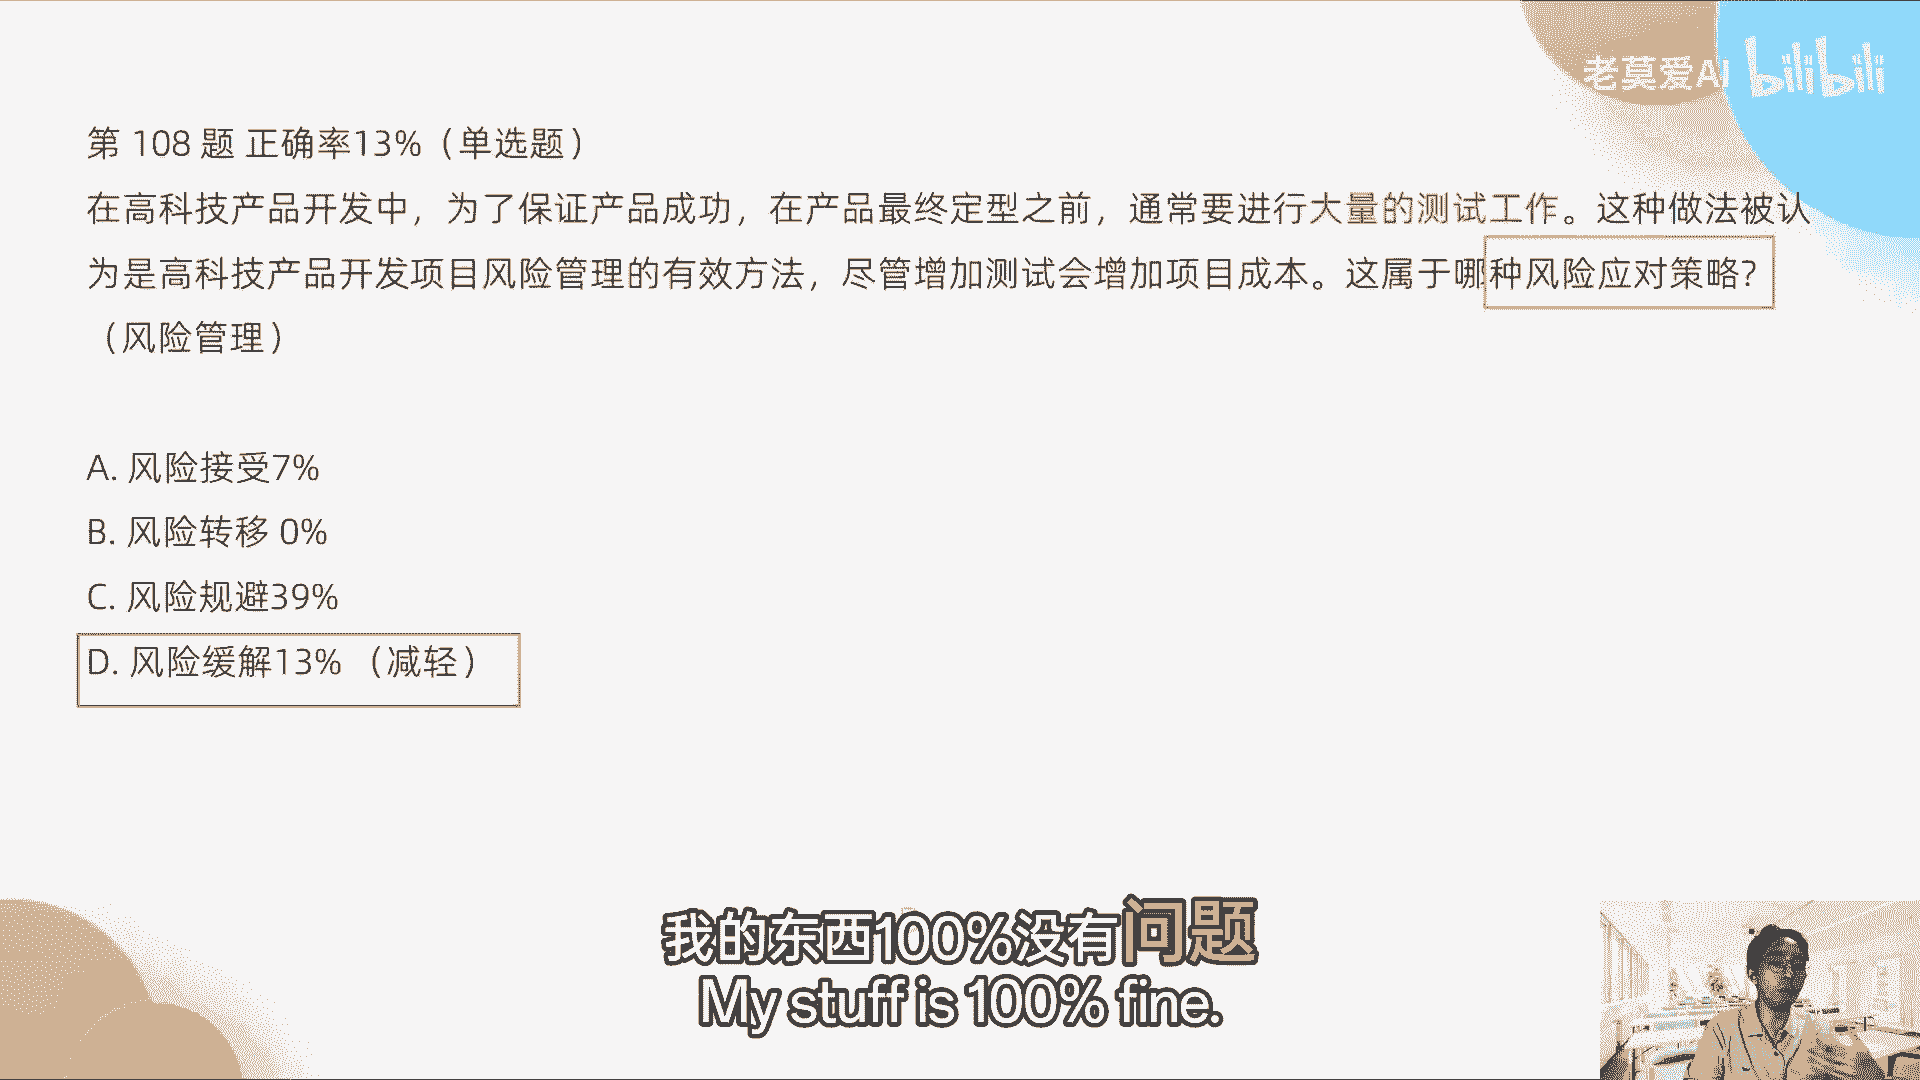 老莫爱AI bilibili
第 108 题 正确率13%（单选题）
在高科技产品开发中，为了保证产品成功，在产品最终定型之前，通常要进行大量的测试工作。这种做法被认
为是高科技产品开发项目风险管理的有效方法，尽管增加测试会增加项目成本。这属于哪种风险应对策略?
（风险管理）
A. 风险接受7%
B. 风险转移 0%
C. 风险规避39%
D. 风险缓解13% （减轻）
我的东西100%没有问题
My stuff is 100% fine.